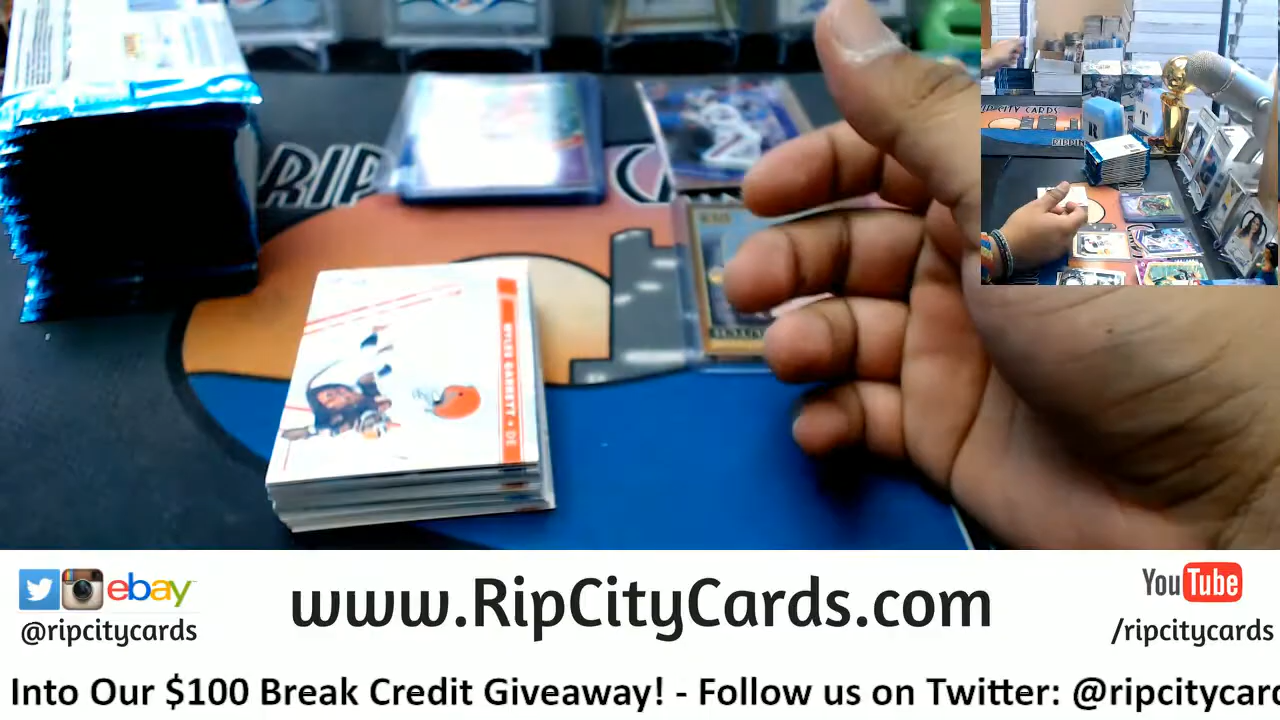 RIP
C
MYLES GARRETT • DE
RIP CITY CARDS
R
T
ebay
@ripcitycards
www.RipCityCards.com
YouTube
/ripcitycards
Into Our $100 Break Credit Giveaway! - Follow us on Twitter: @ripcitycard